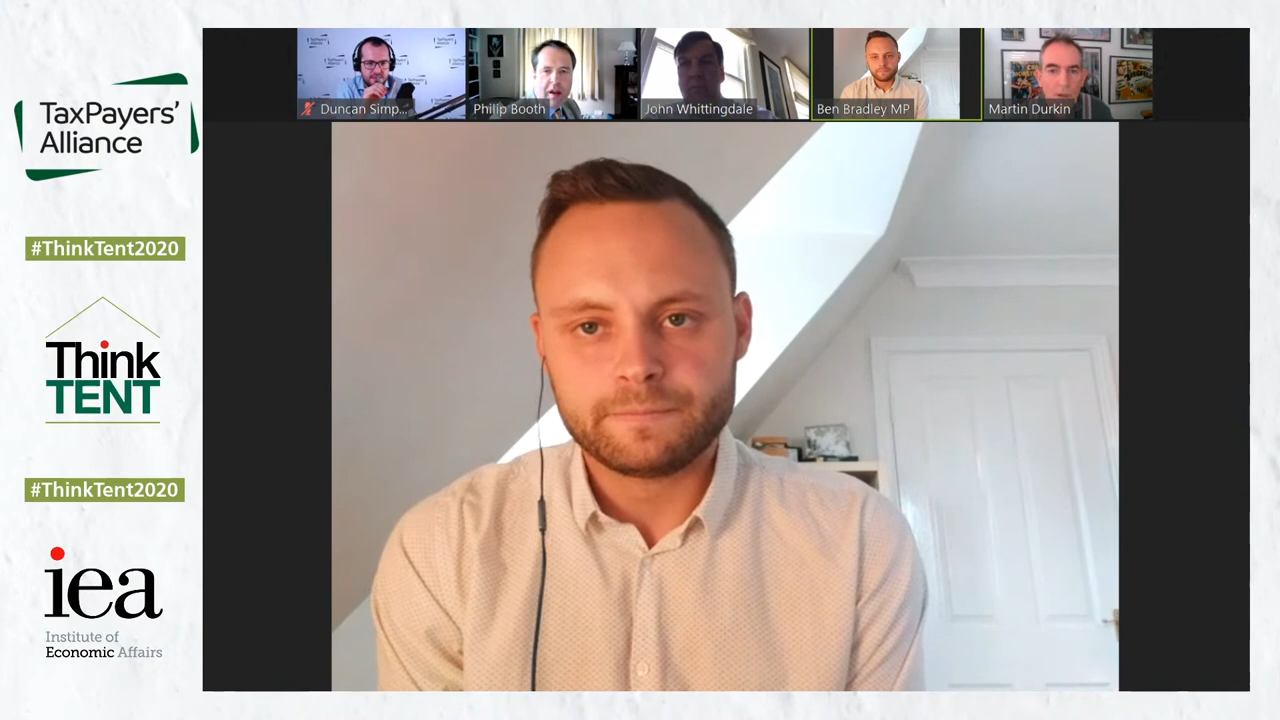 TaxPayers'
Alliance
#ThinkTent2020
Think
TENT
#ThinkTent2020
iea
Institute of
Economic Affairs
Duncan Simp...
Philip Booth
John Whittingdale
Ben Bradley MP
Martin Durkin